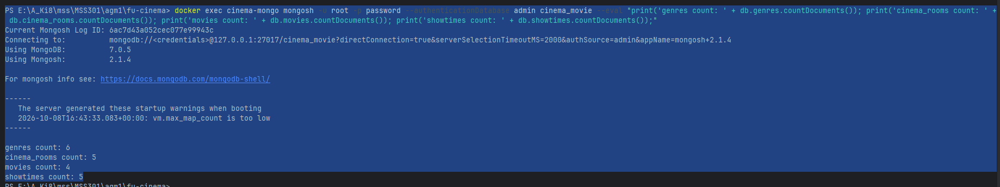 PS E:\A_Ki8\mss\MSS301\agm1\fu-cinema> docker exec cinema-mongo mongosh -u root -p password --authenticationDatabase admin cinema_movie --eval "print('genres count: ' + db.genres.countDocuments()); print('cinema_rooms count: ' +
db.cinema_rooms.countDocuments()); print('movies count: ' + db.movies.countDocuments()); print('showtimes count: ' + db.showtimes.countDocuments());"
Current Mongosh Log ID: 6ac7d43a052cec077e99943c
Connecting to:          mongodb://<credentials>@127.0.0.1:27017/cinema_movie?directConnection=true&serverSelectionTimeoutMS=2000&authSource=admin&appName=mongosh+2.1.4
Using MongoDB:          7.0.5
Using Mongosh:          2.1.4
For mongosh info see: https://docs.mongodb.com/mongodb-shell/
------
   The server generated these startup warnings when booting
   2026-10-08T16:43:33.083+00:00: vm.max_map_count is too low
------
genres count: 6
cinema_rooms count: 5
movies count: 4
showtimes count: 5
PS E:\A_Ki8\mss\MSS301\agm1\fu-cinema>